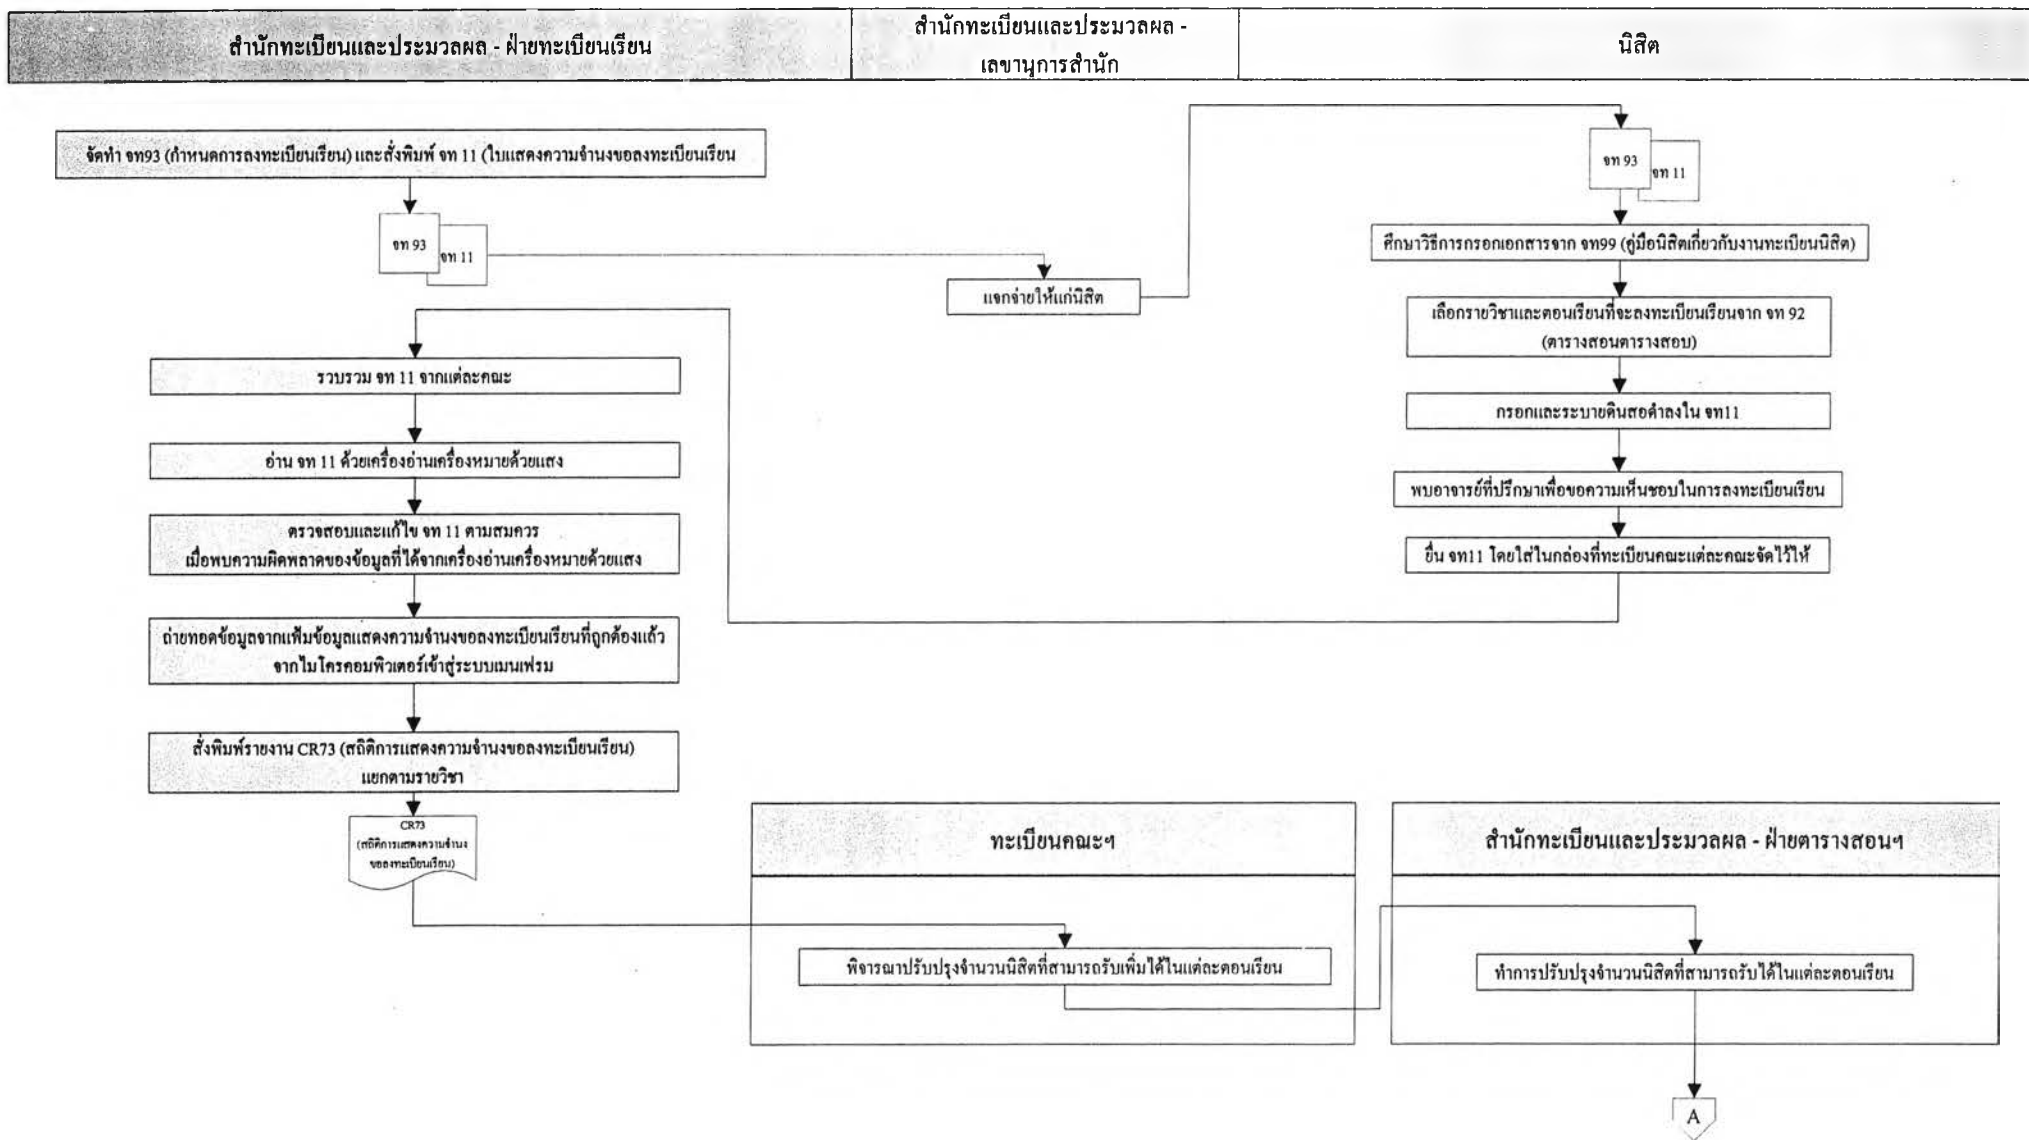 สำนักทะเบียนและประมวลผล - ฝ่ายทะเบียนเรียน
สำนักทะเบียนและประมวลผล -
เลขานุการสำนัก
นิสิต
จัดทำ จท93 (กำหนดการลงทะเบียนเรียน) และสั่งพิมพ์ จท 11 (ใบแสดงความจำนงขอลงทะเบียนเรียน
จท 93
จท 11
แจกจ่ายให้แก่นิสิต
จท 93
จท 11
ศึกษาวิธีการกรอกเอกสารจาก จท99 (คู่มือนิสิตเกี่ยวกับงานทะเบียนนิสิต)
เลือกรายวิชาและตอนเรียนที่จะลงทะเบียนเรียนจาก จท 92
(ตารางสอนตารางสอบ)
กรอกและระบายดินสอดำลงใน จท11
พบอาจารย์ที่ปรึกษาเพื่อขอความเห็นชอบในการลงทะเบียนเรียน
ยื่น จท11 โดยใส่ในกล่องที่ทะเบียนคณะแต่ละคณะจัดไว้ให้
รวบรวม จท 11 จากแต่ละคณะ
อ่าน จท 11 ด้วยเครื่องอ่านเครื่องหมายด้วยแสง
ตรวจสอบและแก้ไข จท 11 ตามสมควร
เมื่อพบความผิดพลาดของข้อมูลที่ได้จากเครื่องอ่านเครื่องหมายด้วยแสง
ถ่ายทอดข้อมูลจากแฟ้มข้อมูลแสดงความจำนงขอลงทะเบียนเรียนที่ถูกต้องแล้ว
จากไมโครคอมพิวเตอร์เข้าสู่ระบบเมนเฟรม
สั่งพิมพ์รายงาน CR73 (สถิติการแสดงความจำนงขอลงทะเบียนเรียน)
แยกตามรายวิชา
CR73
(สถิติการแสดงความจำนง
ขอลงทะเบียนเรียน)
ทะเบียนคณะฯ
พิจารณาปรับปรุงจำนวนนิสิตที่สามารถรับเพิ่มได้ในแต่ละตอนเรียน
สำนักทะเบียนและประมวลผล - ฝ่ายตารางสอนฯ
ทำการปรับปรุงจำนวนนิสิตที่สามารถรับได้ในแต่ละตอนเรียน
A